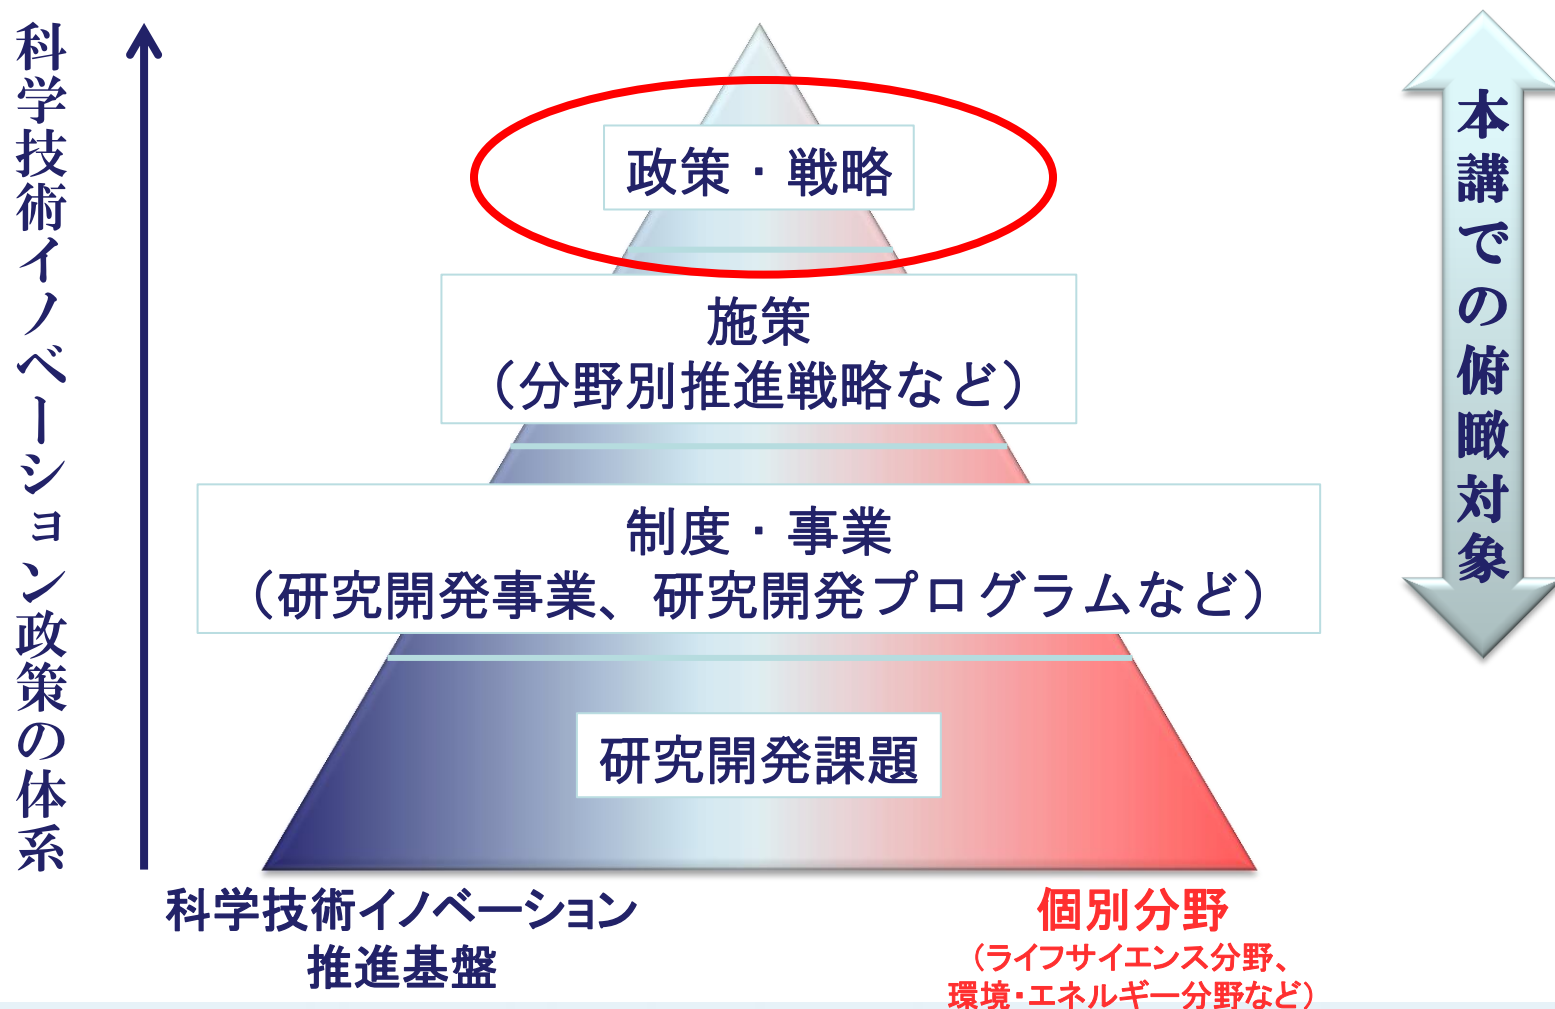 科学技術イノベーション政策の体系
政策・戦略
施策
（分野別推進戦略など）
制度・事業
（研究開発事業、研究開発プログラムなど）
研究開発課題
科学技術イノベーション
推進基盤
個別分野
（ライフサイエンス分野、
環境・エネルギー分野など）
本講での俯瞰対象